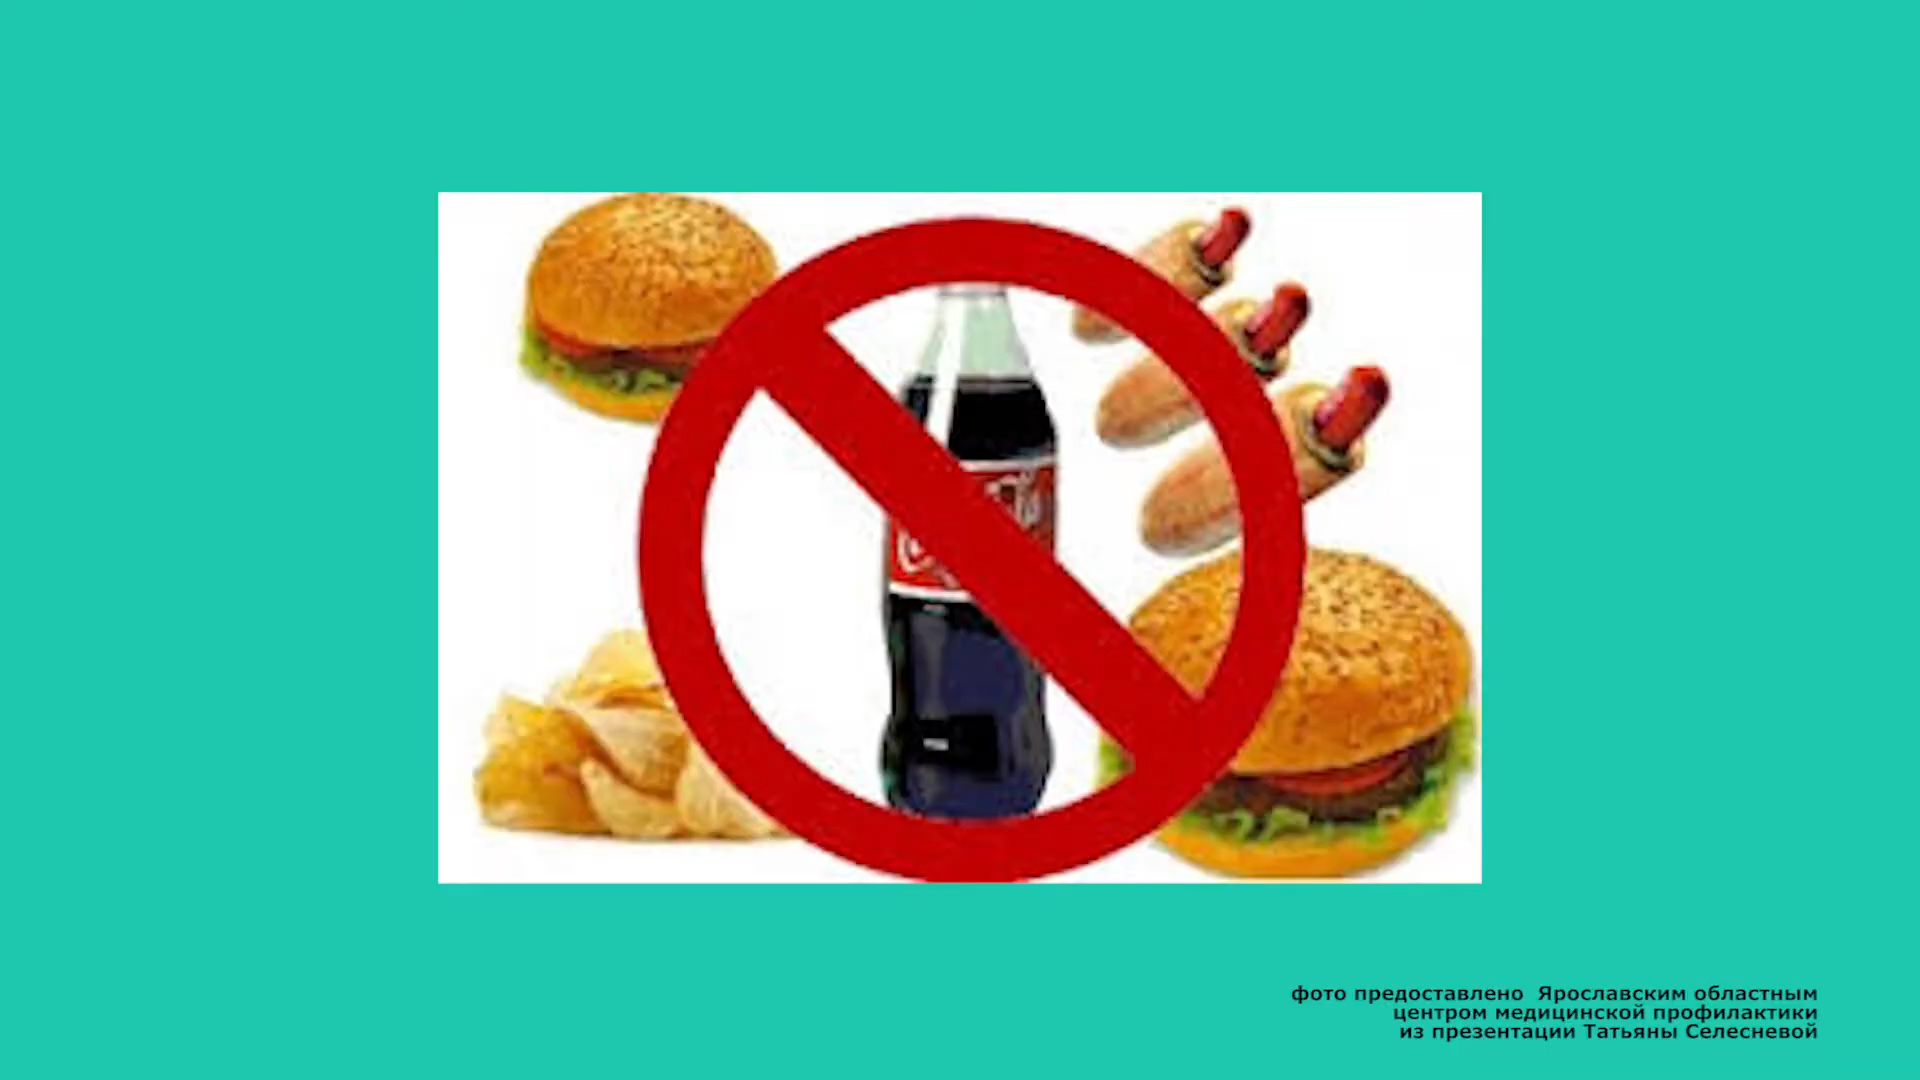 фото предоставлено Ярославским областным
центром медицинской профилактики
из презентации Татьяны Селесневой